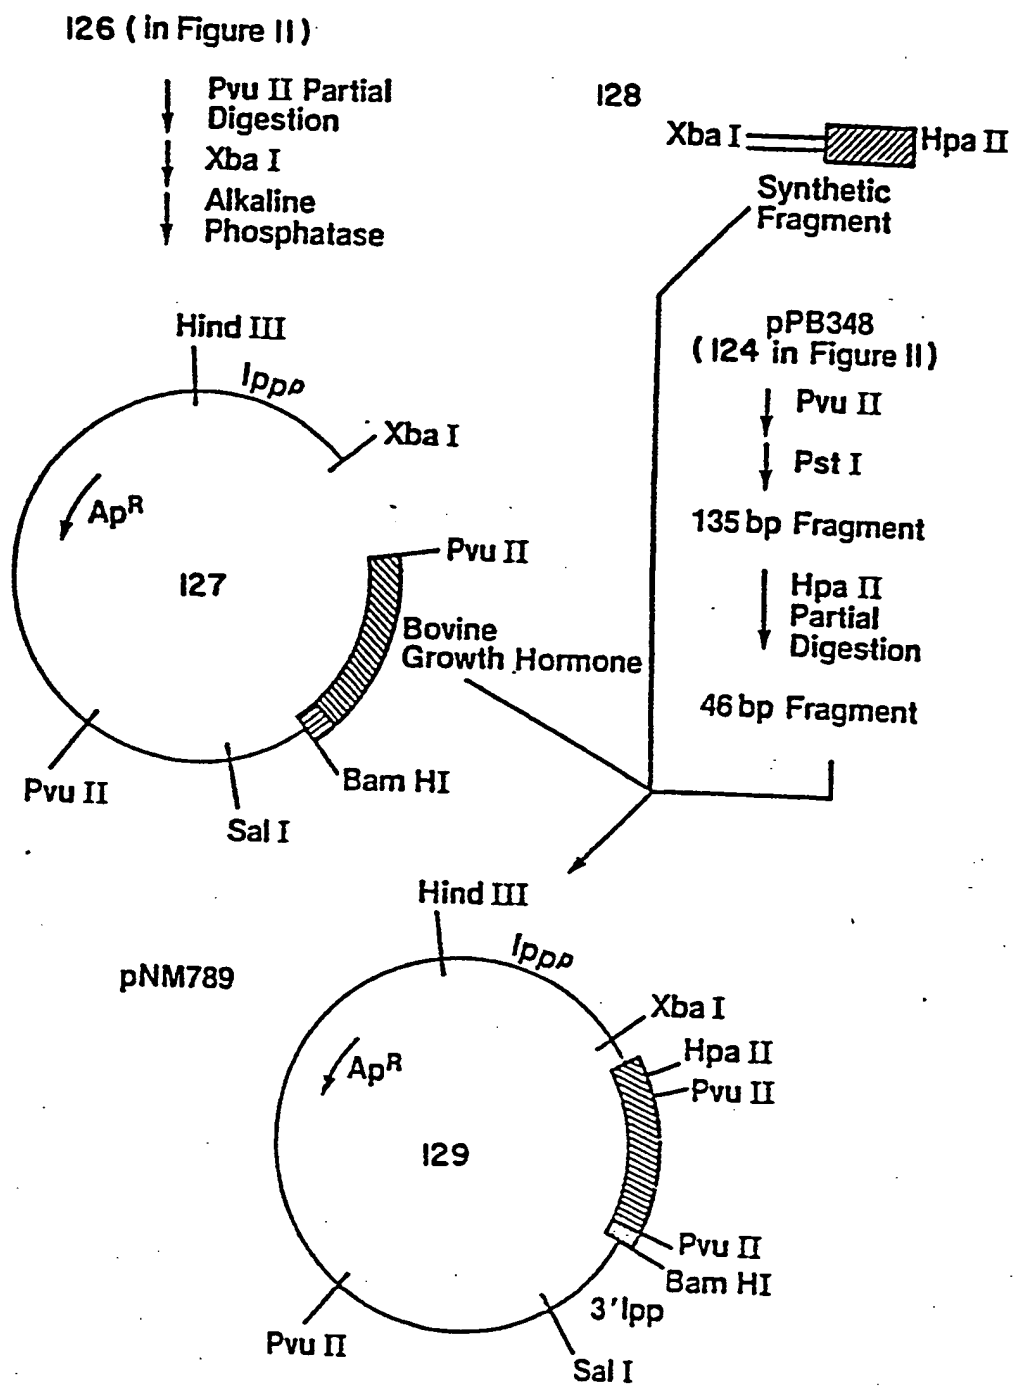 126 ( in Figure 11)
Pvu II Partial
Digestion
Xba I
Alkaline
Phosphatase
128
Xba I
Hpa II
Synthetic
Fragment
pPB348
(124 in Figure 11)
Pvu II
Pst I
135 bp Fragment
Hpa II
Partial
Digestion
46 bp Fragment
Hind III
lppp
Xba I
ApR
127
Pvu II
Bovine
Growth Hormone
Pvu II
Bam HI
Sal I
Hind III
lppp
pNM789
Xba I
Hpa II
Pvu II
ApR
129
Pvu II
Bam HI
3'lpp
Pvu II
Sal I